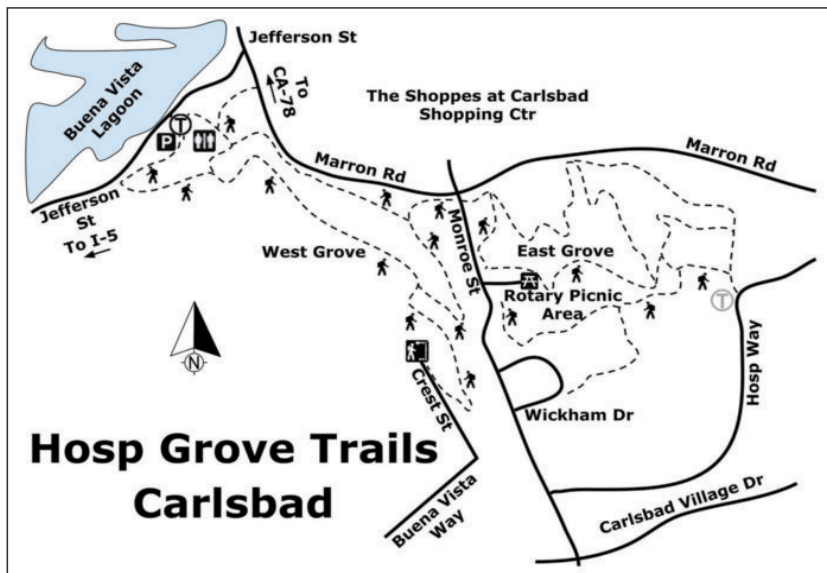 Jefferson St
To
CA-78
Buena Vista
Lagoon
The Shoppes at Carlsbad
Shopping Ctr
T
P
Marron Rd
Marron Rd
Jefferson
St
To I-5
Monroe St
West Grove
East Grove
Rotary Picnic
Area
T
N
Crest St
Hosp Way
Wickham Dr
Hosp Grove Trails
Carlsbad
Buena Vista
Way
Carlsbad Village Dr